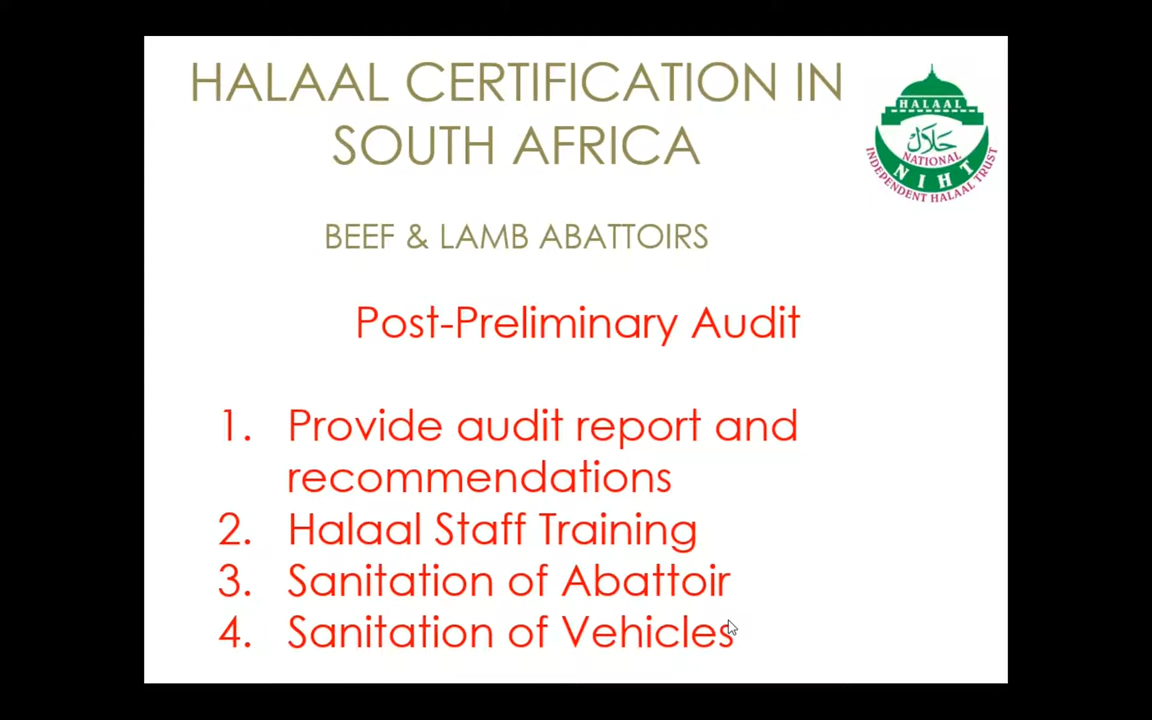 HALAAL CERTIFICATION IN
SOUTH AFRICA
HALAAL
حلال
NATIONAL
NIHT
INDEPENDENT HALAAL TRUST
BEEF & LAMB ABATTOIRS
Post-Preliminary Audit
1. Provide audit report and
recommendations
2. Halaal Staff Training
3. Sanitation of Abattoir
4. Sanitation of Vehicles